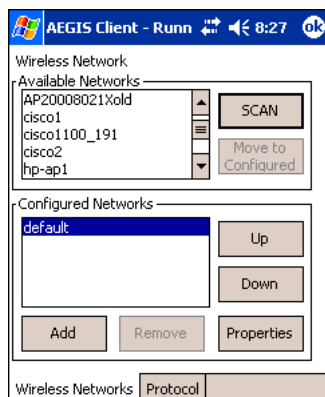 AEGIS Client - Runn 8:27 ok
Wireless Network
Available Networks
AP20008021Xold
cisco1
cisco1100_191
cisco2
hp-ap1
SCAN
Move to
Configured
Configured Networks
default
Up
Down
Add Remove Properties
Wireless Networks Protocol